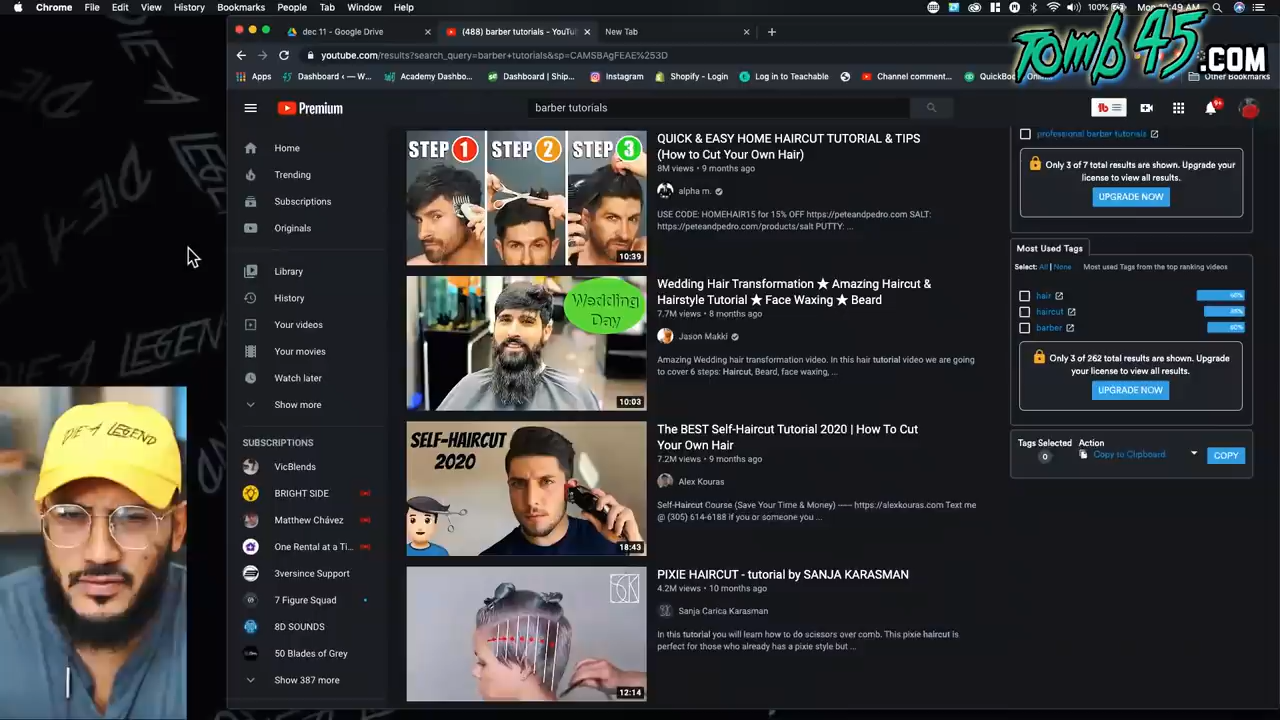 Chrome File Edit View History Bookmarks People Tab Window Help
100%
Tomb 45
.COM
dec 11 - Google Drive
(488) barber tutorials - YouTu
New Tab
youtube.com/results?search_query=barber+tutorials&sp=CAMSBAgFEAE%253D
Apps
Dashboard ‹ — W...
Academy Dashbo...
Dashboard | Ship...
Instagram
Shopify - Login
Log in to Teachable
Channel comment...
Other Bookmarks
Premium
barber tutorials
9+
Home
Trending
Subscriptions
Originals
Library
History
Your videos
Your movies
Watch later
Show more
SUBSCRIPTIONS
VicBlends
BRIGHT SIDE
Matthew Chávez
One Rental at a Ti...
3versince Support
7 Figure Squad
8D SOUNDS
50 Blades of Grey
Show 387 more
STEP 1 STEP 2 STEP 3
10:39
QUICK & EASY HOME HAIRCUT TUTORIAL & TIPS
(How to Cut Your Own Hair)
8M views • 9 months ago
alpha m.
USE CODE: HOMEHAIR15 for 15% OFF https://peteandpedro.com SALT:
https://peteandpedro.com/products/salt PUTTY: ...
Wedding
Day
10:03
Wedding Hair Transformation ★ Amazing Haircut &
Hairstyle Tutorial ★ Face Waxing ★ Beard
7.7M views • 8 months ago
Jason Makki
Amazing Wedding hair transformation video. In this hair tutorial video we are going
to cover 6 steps: Haircut, Beard, face waxing, ...
SELF-HAIRCUT
2020
18:43
The BEST Self-Haircut Tutorial 2020 | How To Cut
Your Own Hair
7.2M views • 9 months ago
Alex Kouras
Self-Haircut Course (Save Your Time & Money) —— https://alexkouras.com Text me
@ (305) 614-6188 if you or someone you ...
12:14
PIXIE HAIRCUT - tutorial by SANJA KARASMAN
4.2M views • 10 months ago
Sanja Carica Karasman
In this tutorial you will learn how to do scissors over comb. This pixie haircut is
perfect for those who already has a pixie style but ...
professional barber tutorials
Only 3 of 7 total results are shown. Upgrade your
license to view all results.
UPGRADE NOW
Most Used Tags
Select: All | None Most used Tags from the top ranking videos
hair
haircut
barber
Only 3 of 262 total results are shown. Upgrade
your license to view all results.
UPGRADE NOW
Tags Selected
0
Action
Copy to Clipboard
COPY
DIE A LEGEND